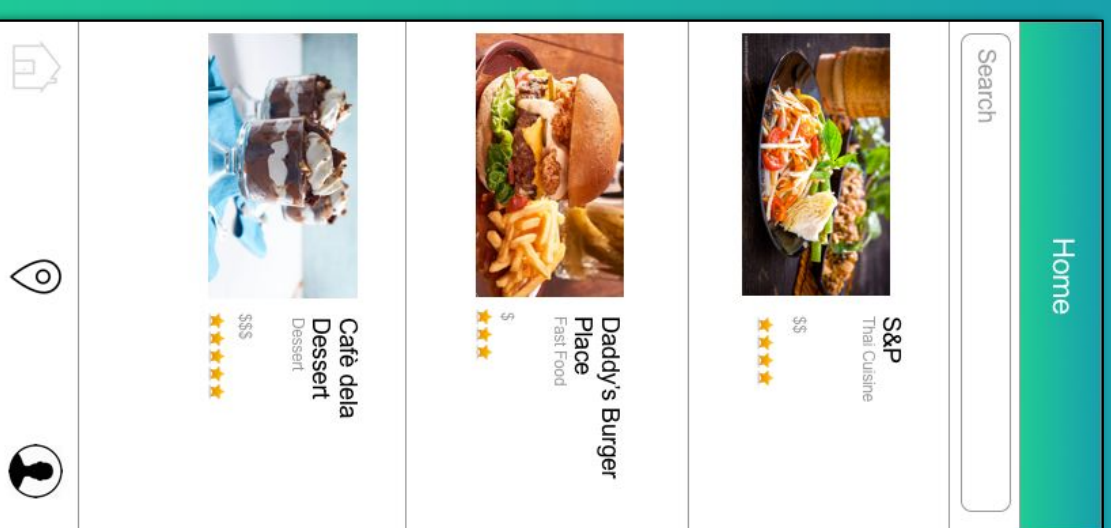 Home
Search
S&P
Thai Cuisine
$$
Daddy's Burger
Place
Fast Food
$
Cafè dela
Dessert
Dessert
$$$